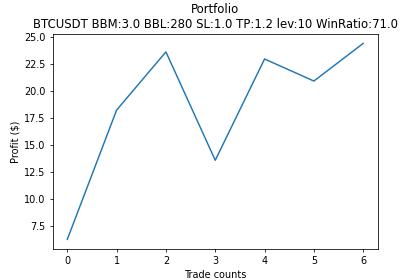 Portfolio
BTCUSDT BBM:3.0 BBL:280 SL:1.0 TP:1.2 lev:10 WinRatio:71.0
25.0
22.5
20.0
17.5
15.0
12.5
10.0
7.5
Profit ($)
0 1 2 3 4 5 6
Trade counts